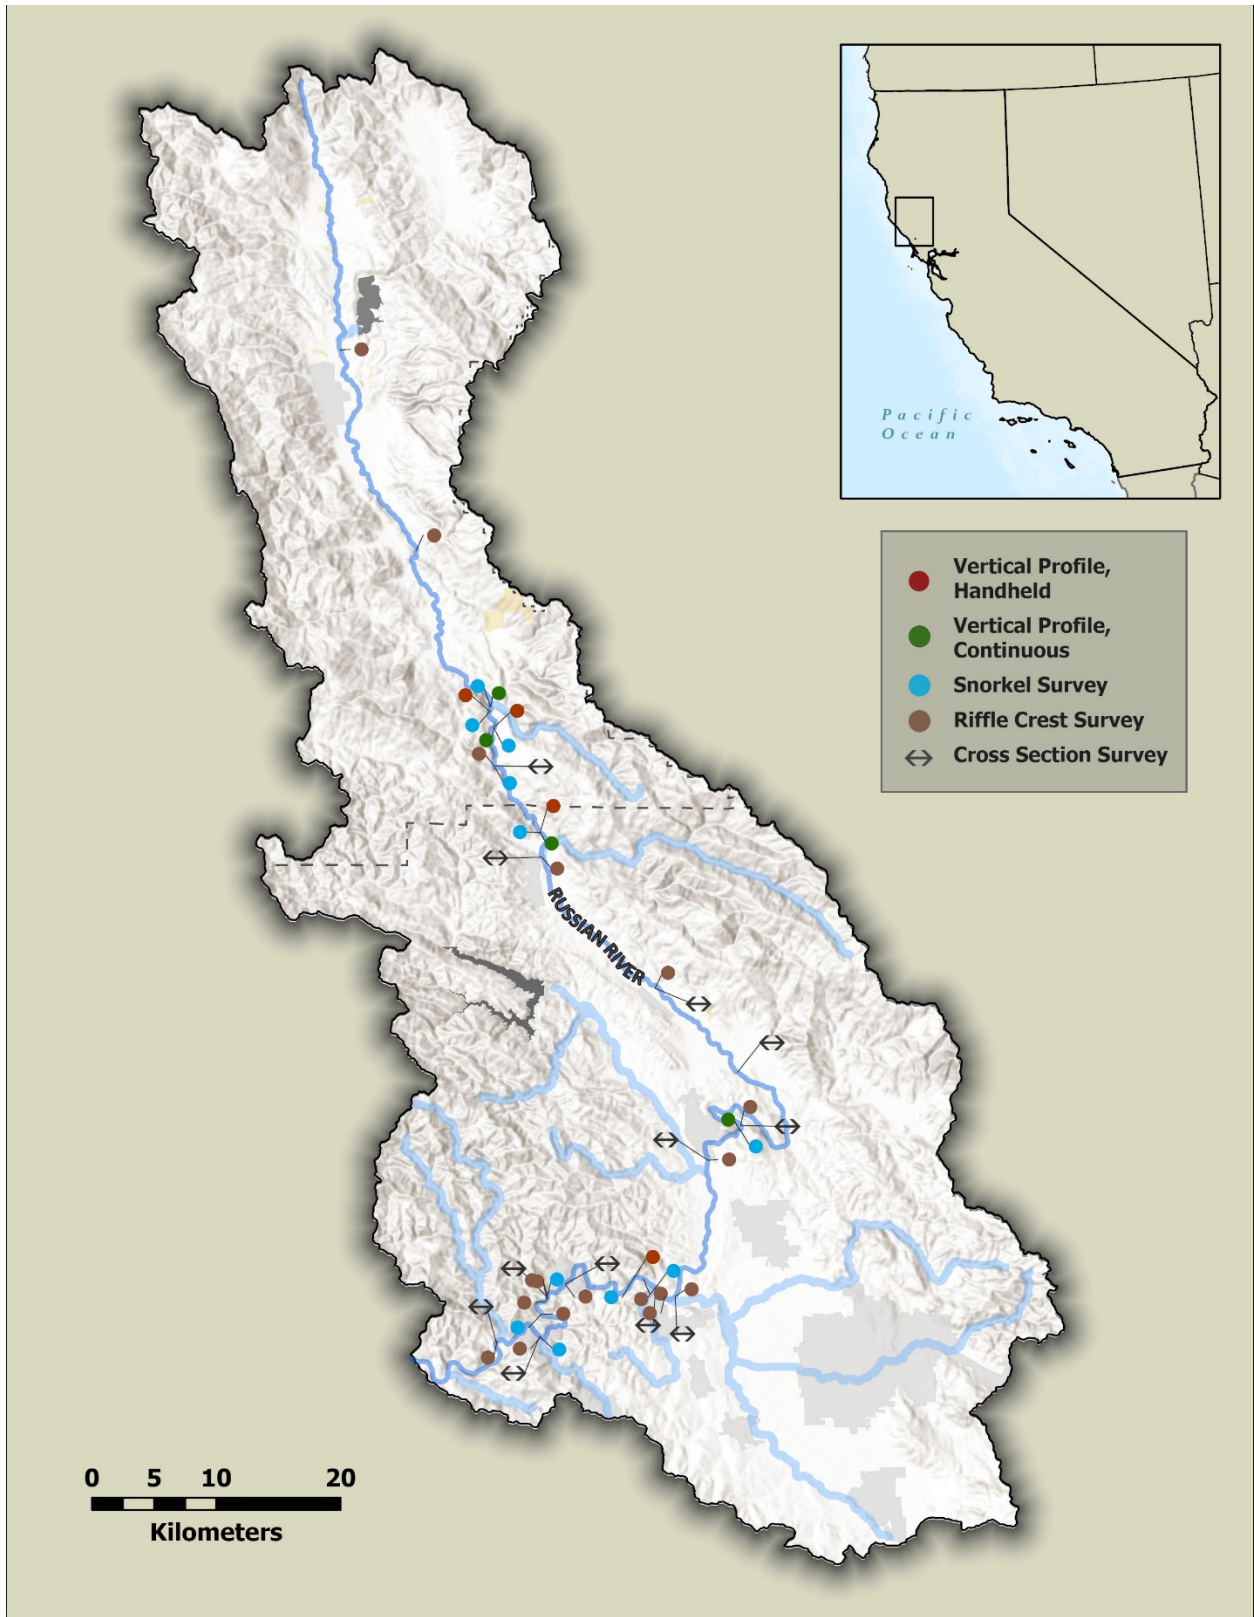 Pacific
Ocean
Vertical Profile,
Handheld
Vertical Profile,
Continuous
Snorkel Survey
Riffle Crest Survey
Cross Section Survey
RUSSIAN RIVER
0 5 10 20
Kilometers